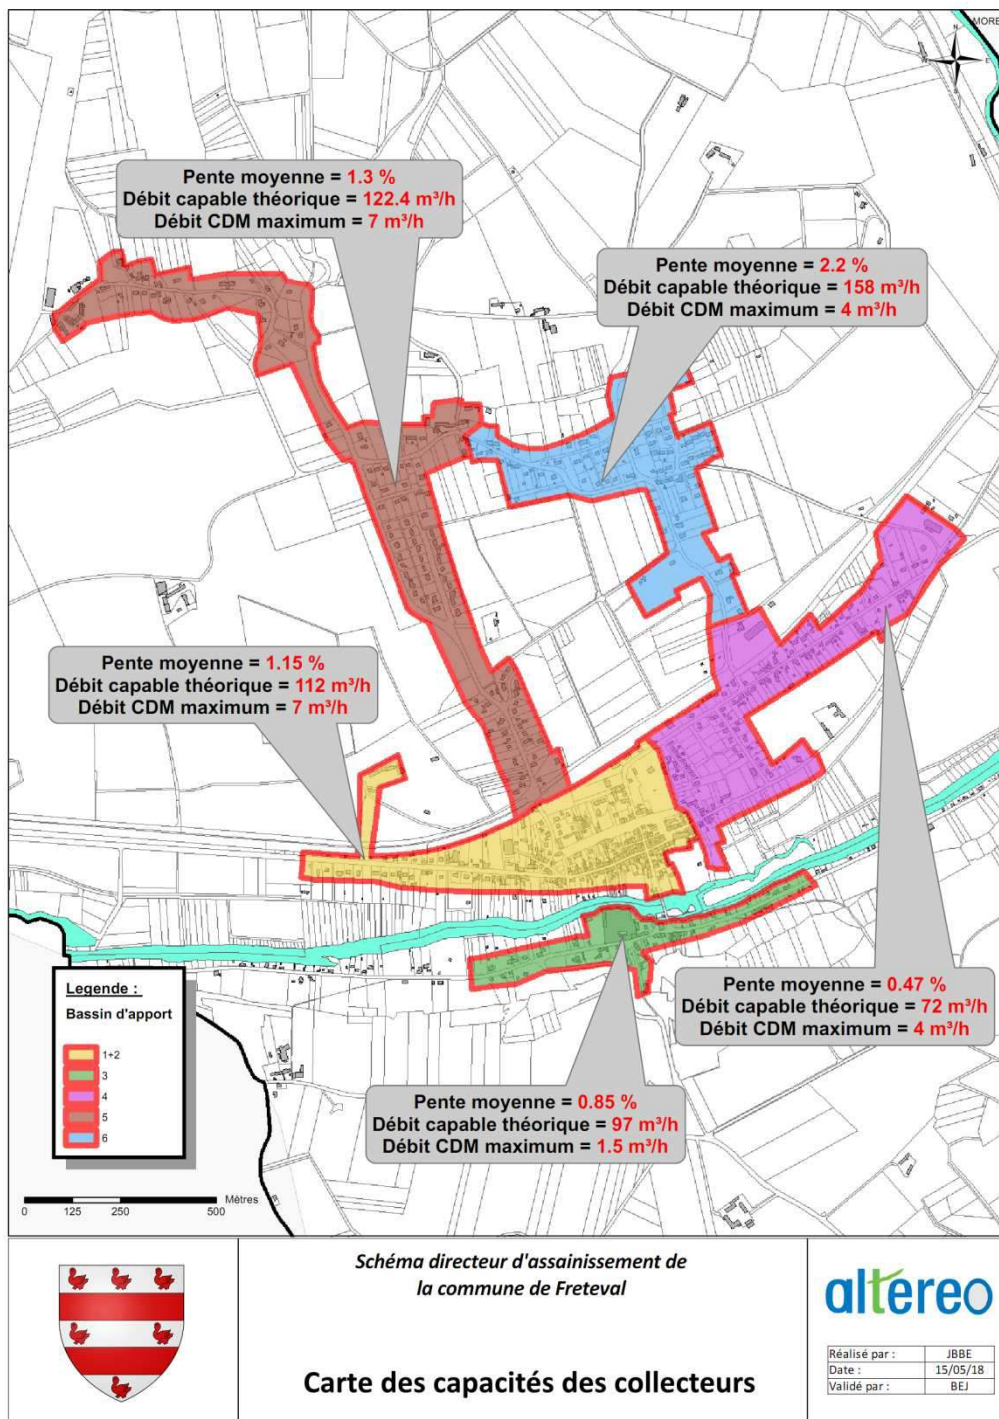 MORE
N
E
S
Pente moyenne = 1.3 %
Débit capable théorique = 122.4 m³/h
Débit CDM maximum = 7 m³/h
Pente moyenne = 2.2 %
Débit capable théorique = 158 m³/h
Débit CDM maximum = 4 m³/h
Pente moyenne = 1.15 %
Débit capable théorique = 112 m³/h
Débit CDM maximum = 7 m³/h
Pente moyenne = 0.47 %
Débit capable théorique = 72 m³/h
Débit CDM maximum = 4 m³/h
Pente moyenne = 0.85 %
Débit capable théorique = 97 m³/h
Débit CDM maximum = 1.5 m³/h
Legende :
Bassin d'apport
1+2
3
4
5
6
Mètres
0 125 250 500
Schéma directeur d'assainissement de
la commune de Freteval
Carte des capacités des collecteurs
altereo
Réalisé par : JBBE
Date : 15/05/18
Validé par : BEJ